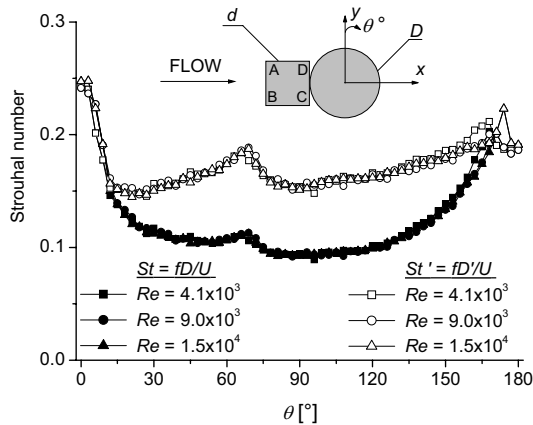 0.3
0.2
0.1
0.0
Strouhal number
FLOW
d
A D
B C
y
θ °
D
x
St = fD/U
Re = 4.1x10³
Re = 9.0x10³
Re = 1.5x10⁴
St ' = fD'/U
Re = 4.1x10³
Re = 9.0x10³
Re = 1.5x10⁴
0 30 60 90 120 150 180
θ [°]